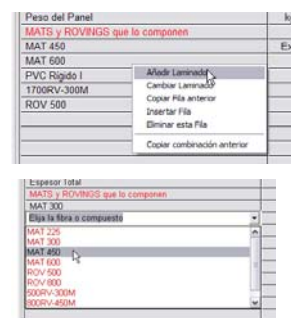 Peso del Panel
MATS y ROVINGS que lo componen
MAT 450
MAT 600
PVC Rígido I
1700RV-300M
ROV 500
Añadir Laminado
Cambiar Laminado
Copiar Fila anterior
Insertar Fila
Eliminar esta Fila
Copiar combinación anterior
Espesor Total
MATS y ROVINGS que lo componen
MAT 300
Elija la fibra o compuesto
MAT 225
MAT 300
MAT 450
MAT 600
ROV 500
ROV 800
500RV-300M
800RV-450M